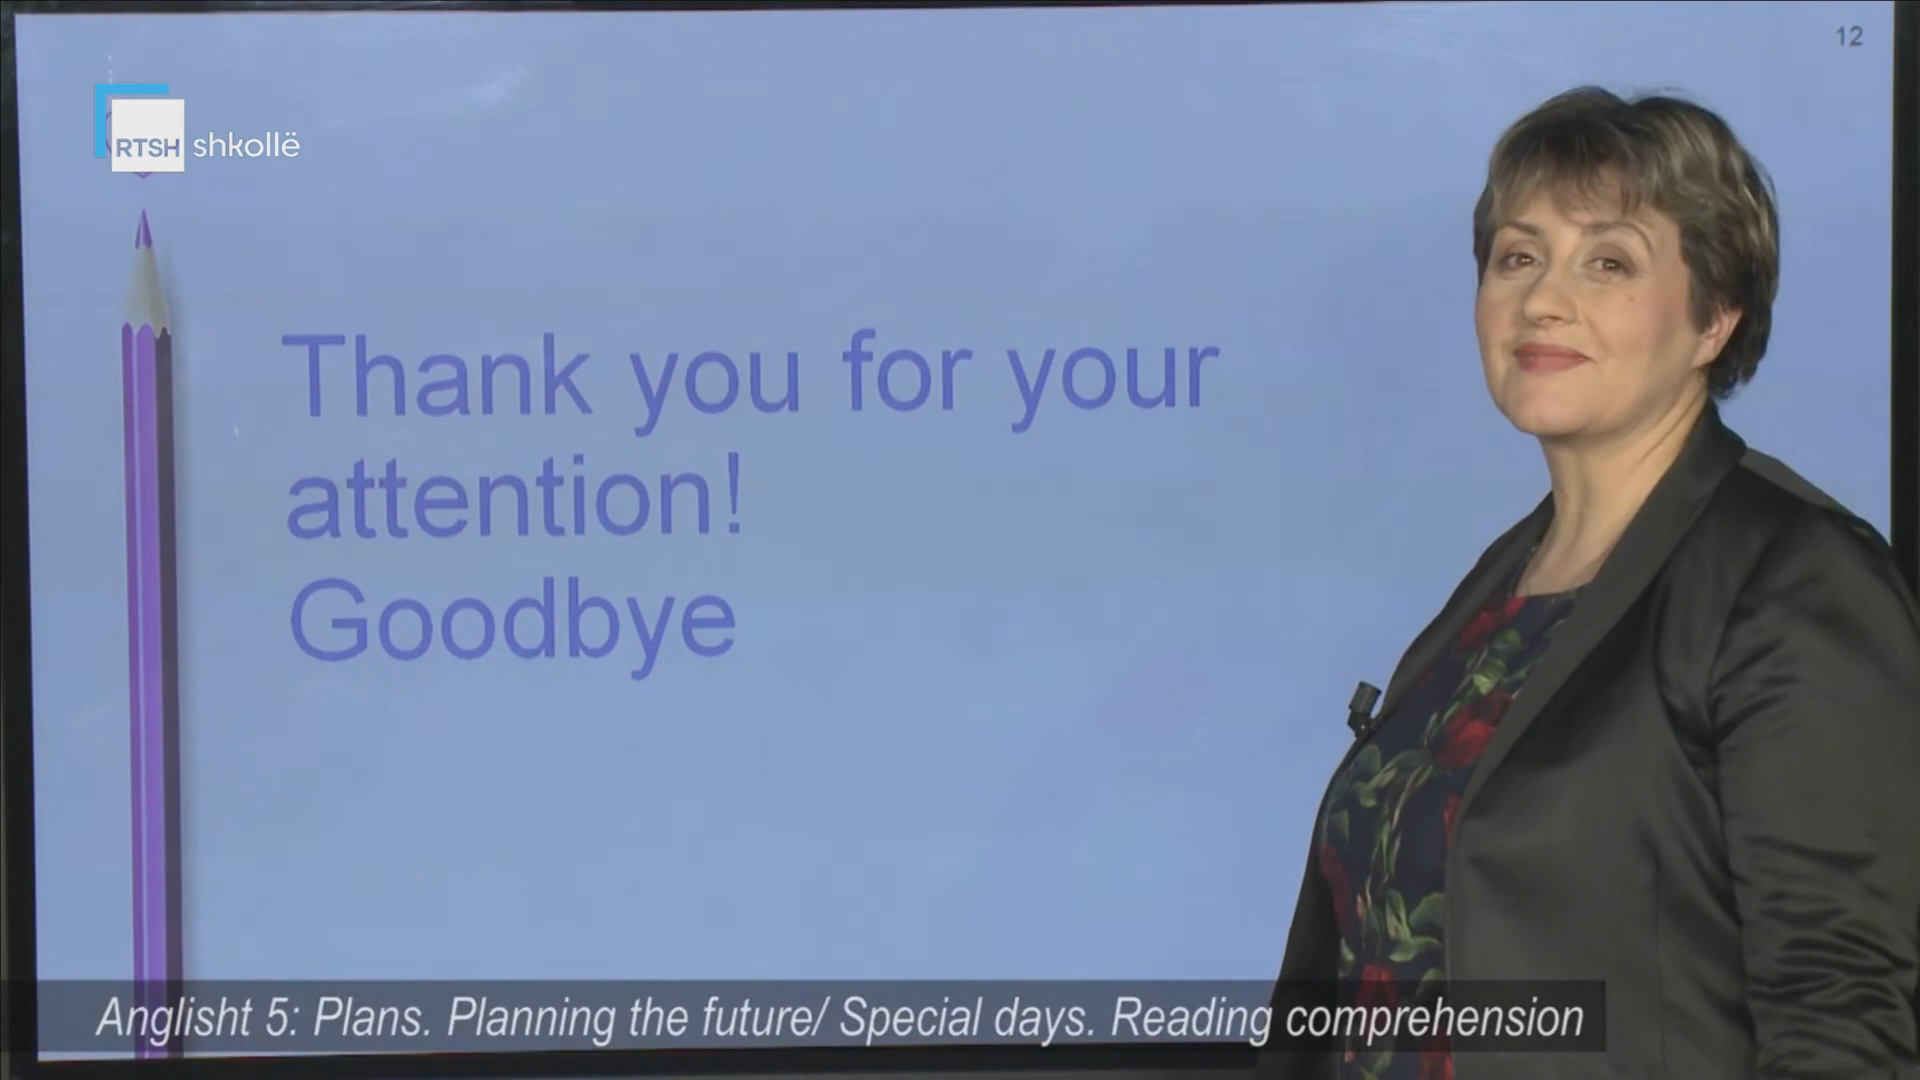 12
RTSH shkollë
Thank you for your
attention!
Goodbye
Anglisht 5: Plans. Planning the future/ Special days. Reading comprehension